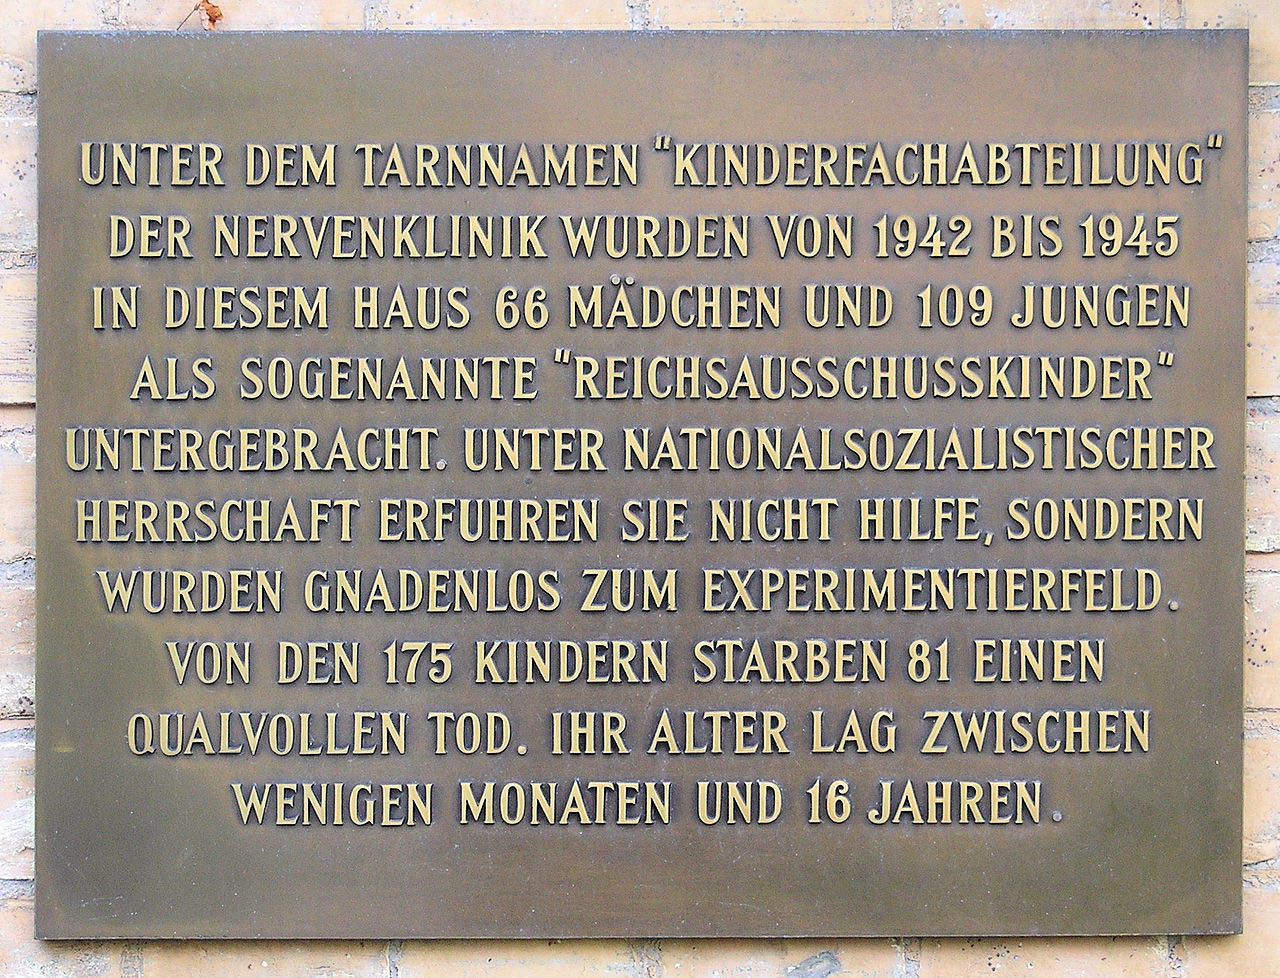 UNTER DEM TARNNAMEN "KINDERFACHABTEILUNG"
DER NERVENKLINIK WURDEN VON 1942 BIS 1945
IN DIESEM HAUS 66 MÄDCHEN UND 109 JUNGEN
ALS SOGENANNTE "REICHSAUSSCHUSSKINDER"
UNTERGEBRACHT. UNTER NATIONALSOZIALISTISCHER
HERRSCHAFT ERFUHREN SIE NICHT HILFE, SONDERN
WURDEN GNADENLOS ZUM EXPERIMENTIERFELD.
VON DEN 175 KINDERN STARBEN 81 EINEN
QUALVOLLEN TOD. IHR ALTER LAG ZWISCHEN
WENIGEN MONATEN UND 16 JAHREN.